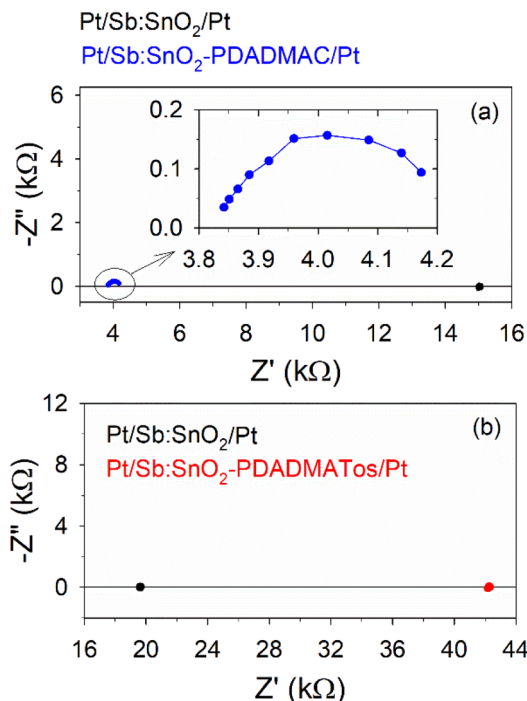 Pt/Sb:SnO₂/Pt
Pt/Sb:SnO₂-PDADMAC/Pt
(a)
-Z'' (kΩ)
6
4
2
0
0.2
0.1
0.0
3.8 3.9 4.0 4.1 4.2
4 6 8 10 12 14 16
Z' (kΩ)
(b)
Pt/Sb:SnO₂/Pt
Pt/Sb:SnO₂-PDADMATos/Pt
-Z'' (kΩ)
12
8
4
0
16 20 24 28 32 36 40 44
Z' (kΩ)